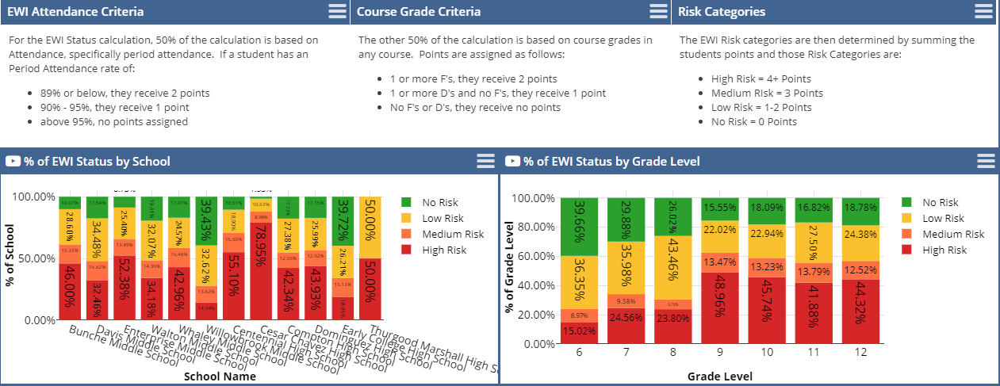 EWI Attendance Criteria
For the EWI Status calculation, 50% of the calculation is based on
Attendance, specifically period attendance. If a student has an
Period Attendance rate of:
• 89% or below, they receive 2 points
• 90% - 95%, they receive 1 point
• above 95%, no points assigned
Course Grade Criteria
The other 50% of the calculation is based on course grades in
any course. Points are assigned as follows:
• 1 or more F's, they receive 2 points
• 1 or more D's and no F's, they receive 1 point
• No F's or D's, they receive no points
Risk Categories
The EWI Risk categories are then determined by summing the
students points and those Risk Categories are:
• High Risk = 4+ Points
• Medium RIsk = 3 Points
• Low Risk = 1-2 Points
• No Risk = 0 Points
% of EWI Status by School
% of School
100.00%
50.00%
0.00%
10.07%
28.60%
15.33%
46.00%
17.54%
34.48%
15.52%
32.46%
25.40%
13.49%
52.38%
19.41%
32.07%
14.35%
34.18%
17.01%
24.57%
15.46%
42.96%
39.43%
32.62%
13.62%
14.34%
10.51%
18.90%
15.50%
55.10%
10.53%
8.98%
78.95%
17.73%
27.38%
12.55%
42.34%
17.15%
25.99%
12.92%
43.93%
39.72%
26.21%
15.12%
18.95%
50.00%
50.00%
Bunche Middle School
Davis Middle School
Enterprise Middle School
Walton Middle School
Whaley Middle School
Willowbrook Middle School
Centennial High School
Cesar Chavez High School
Compton High School
Dominguez High School
Early College High School
Thurgood Marshall High S
School Name
No Risk
Low Risk
Medium Risk
High Risk
% of EWI Status by Grade Level
% of Grade Level
100.00%
80.00%
60.00%
40.00%
20.00%
0.00%
39.66%
36.35%
8.97%
15.02%
29.88%
35.98%
9.58%
24.56%
26.02%
43.46%
23.80%
15.55%
22.02%
13.47%
48.96%
18.09%
22.94%
13.23%
45.74%
16.82%
27.50%
13.79%
41.88%
18.78%
24.38%
12.52%
44.32%
6
7
8
9
10
11
12
Grade Level
No Risk
Low Risk
Medium Risk
High Risk